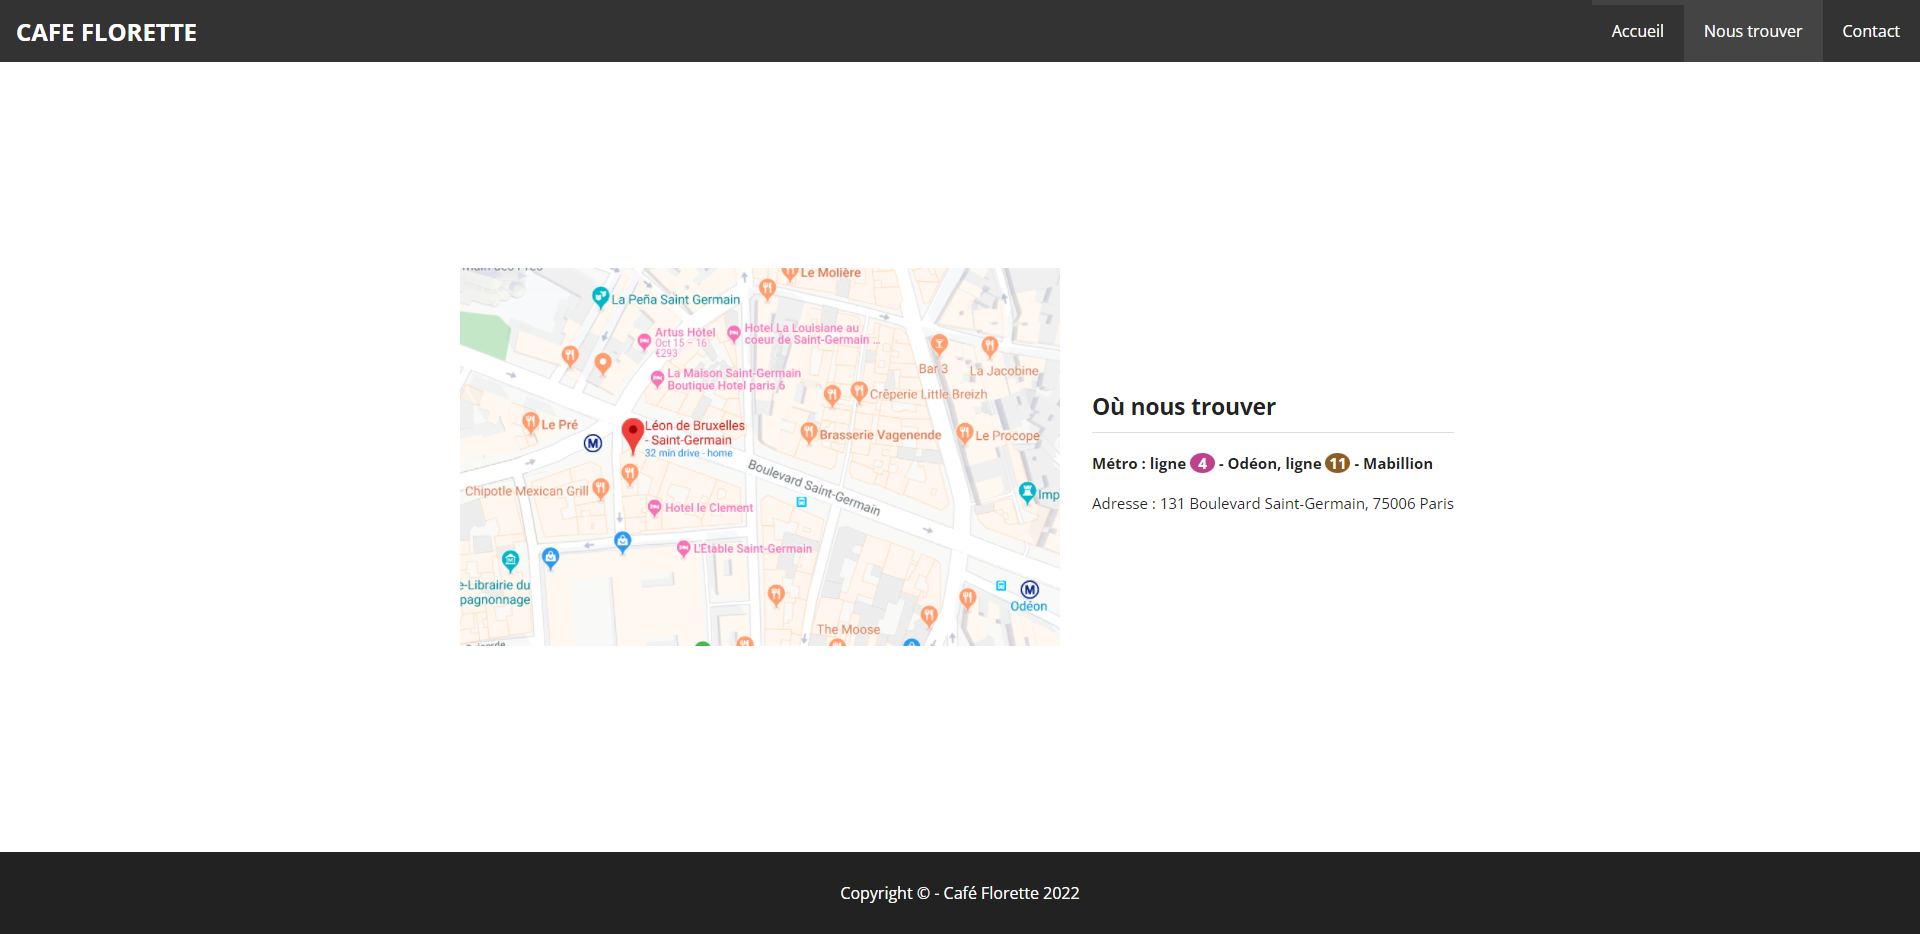 CAFE FLORETTE
Accueil
Nous trouver
Contact
Le Molière
La Peña Saint Germain
Artus Hôtel
Oct 15 – 16
€293
Hotel La Louisiane au
coeur de Saint-Germain ...
La Maison Saint-Germain
Boutique Hotel paris 6
Bar 3
La Jacobine
Crêperie Little Breizh
Le Pré
M
Léon de Bruxelles
- Saint-Germain
32 min drive - home
Brasserie Vagenende
Le Procope
Boulevard Saint-Germain
Chipotle Mexican Grill
Hotel le Clement
Imp
L'Étable Saint-Germain
e-Librairie du
pagnonnage
M
Odéon
The Moose
Où nous trouver
Métro : ligne 4 - Odéon, ligne 11 - Mabillion
Adresse : 131 Boulevard Saint-Germain, 75006 Paris
Copyright © - Café Florette 2022